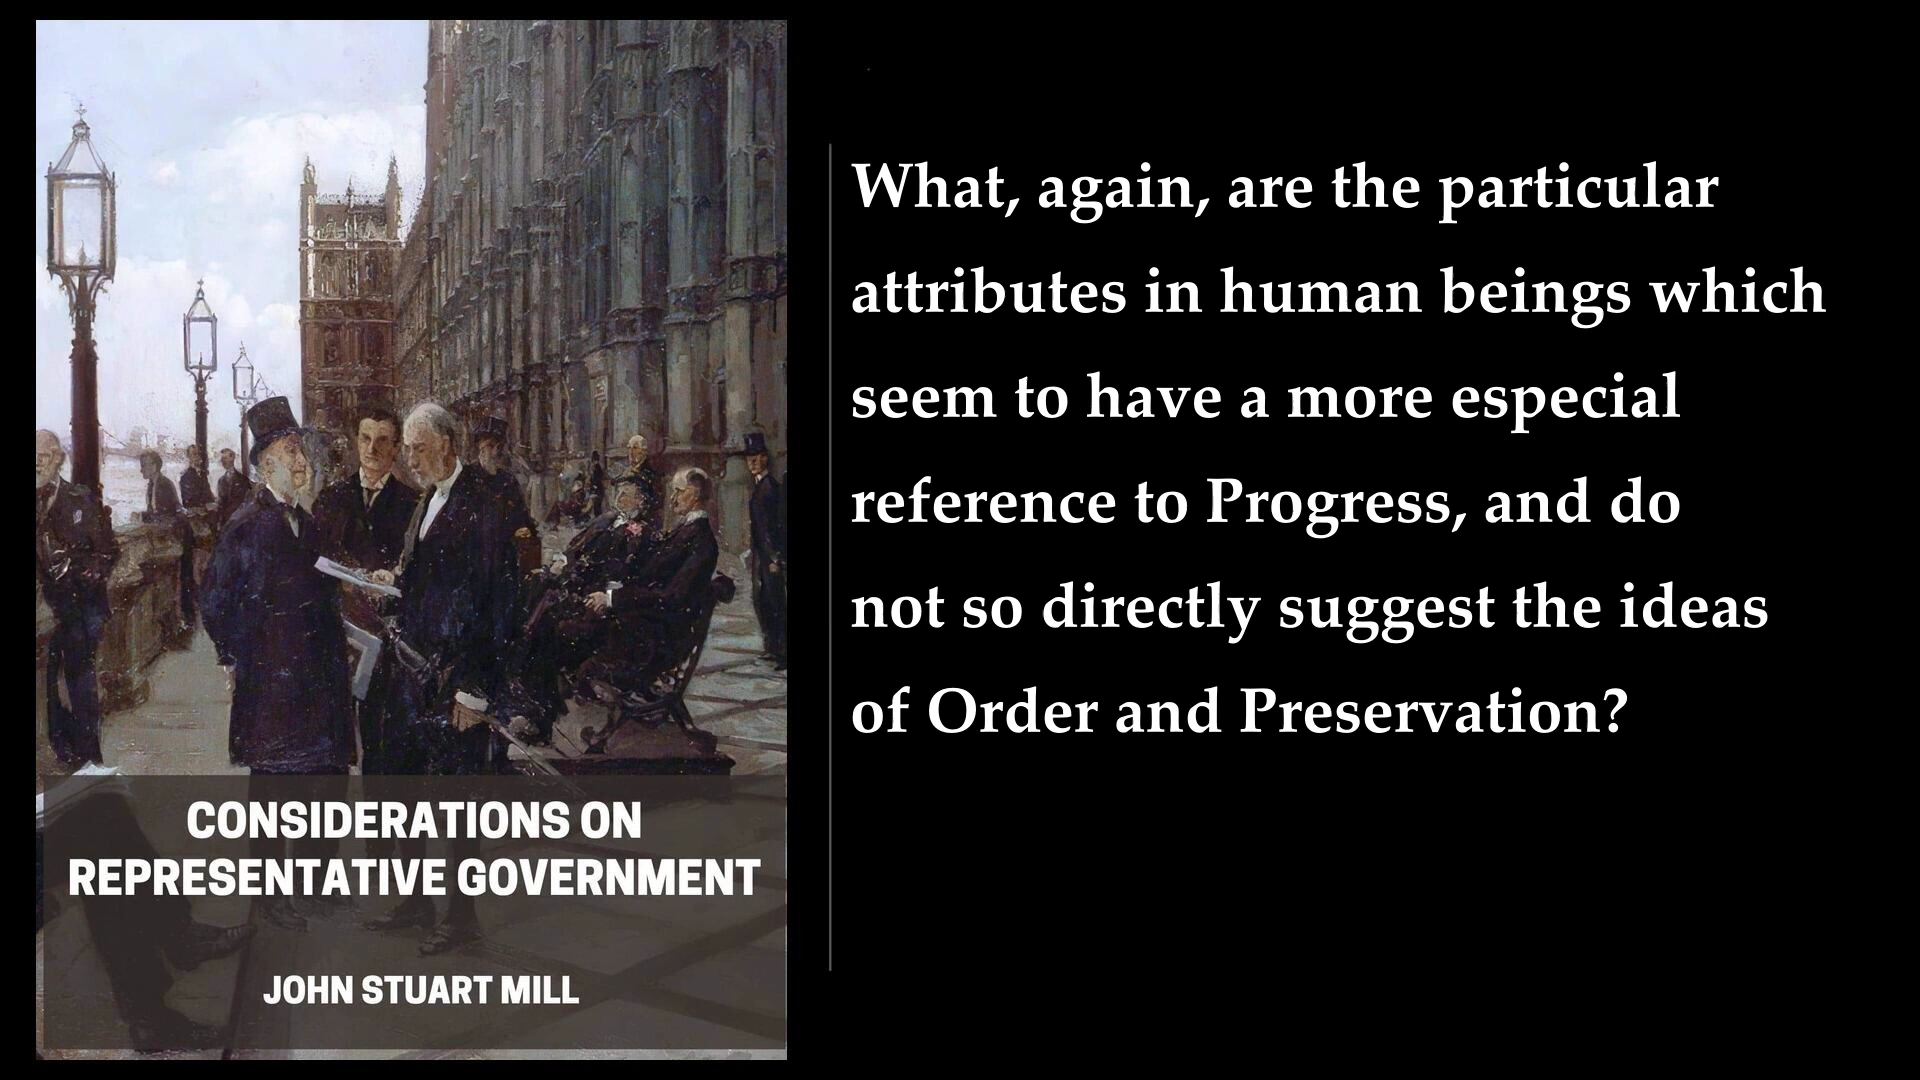 CONSIDERATIONS ON
REPRESENTATIVE GOVERNMENT
JOHN STUART MILL
What, again, are the particular
attributes in human beings which
seem to have a more especial
reference to Progress, and do
not so directly suggest the ideas
of Order and Preservation?